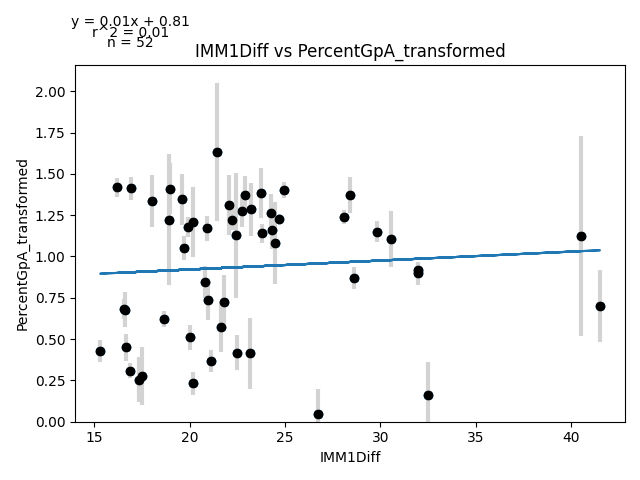 y = 0.01x + 0.81
r^2 = 0.01
n = 52
IMM1Diff vs PercentGpA_transformed
PercentGpA_transformed
2.00
1.75
1.50
1.25
1.00
0.75
0.50
0.25
0.00
15 20 25 30 35 40
IMM1Diff